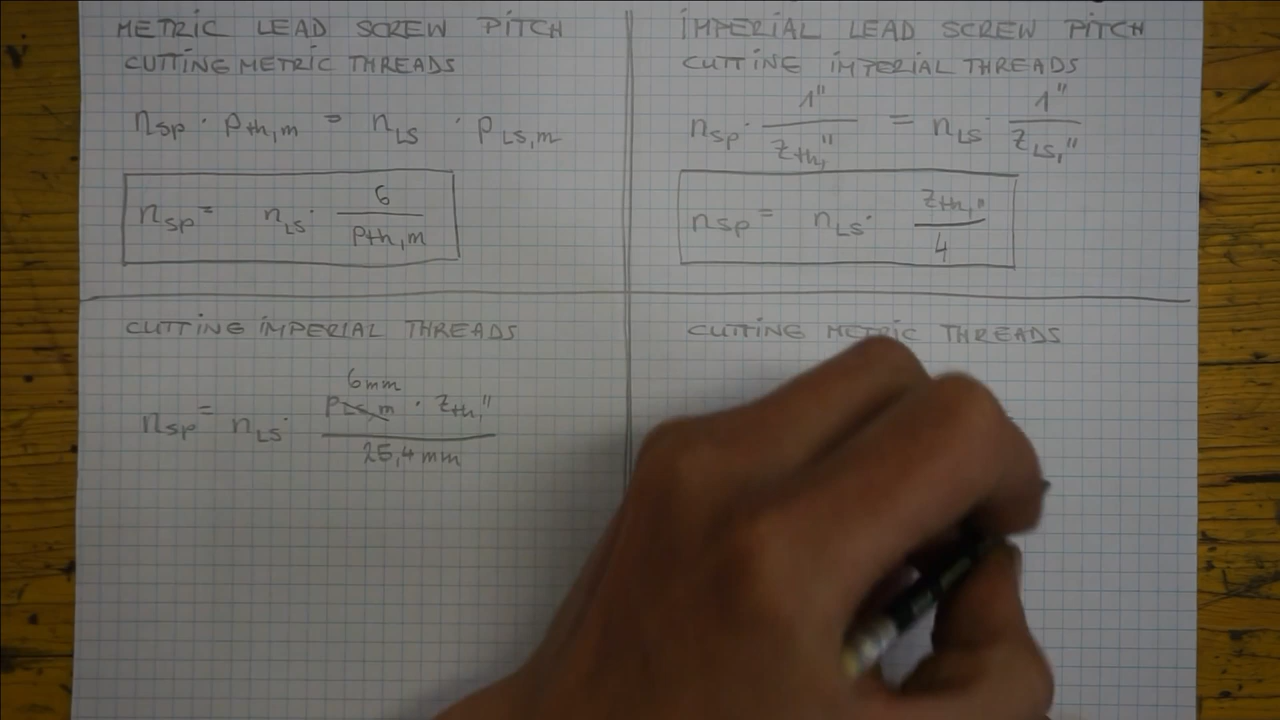 METRIC LEAD SCREW PITCH
CUTTING METRIC THREADS
n_SP · P_th,m = n_LS · P_LS,m
n_SP = n_LS · 6 / P_th,m
CUTTING IMPERIAL THREADS
6mm
n_SP = n_LS · P_LS,m · z_th," / 25,4 mm
IMPERIAL LEAD SCREW PITCH
CUTTING IMPERIAL THREADS
n_SP · 1" / z_th," = n_LS · 1" / z_LS,"
n_SP = n_LS · z_th," / 4
CUTTING METRIC THREADS